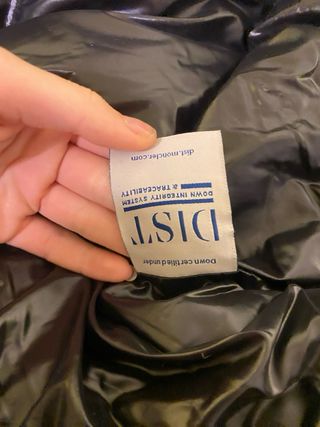 Down certified under
DIST
DOWN INTEGRITY SYSTEM
& TRACEABILITY
dist.moncler.com